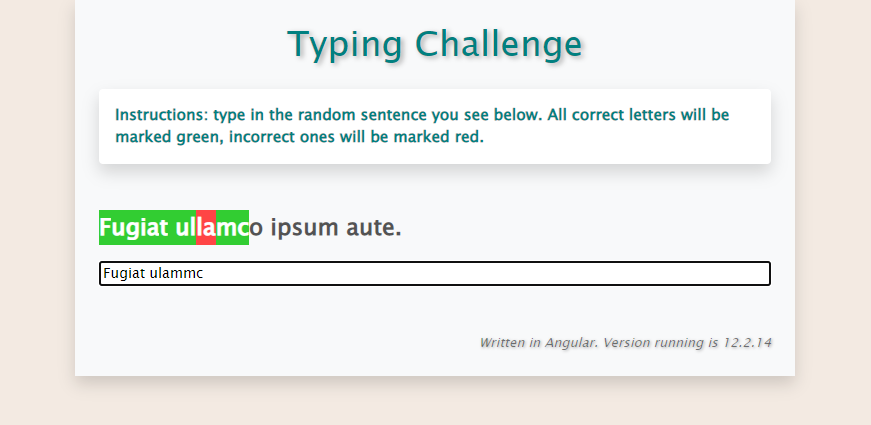 Typing Challenge
Instructions: type in the random sentence you see below. All correct letters will be
marked green, incorrect ones will be marked red.
Fugiat ullamco ipsum aute.
Fugiat ulammc
Written in Angular. Version running is 12.2.14